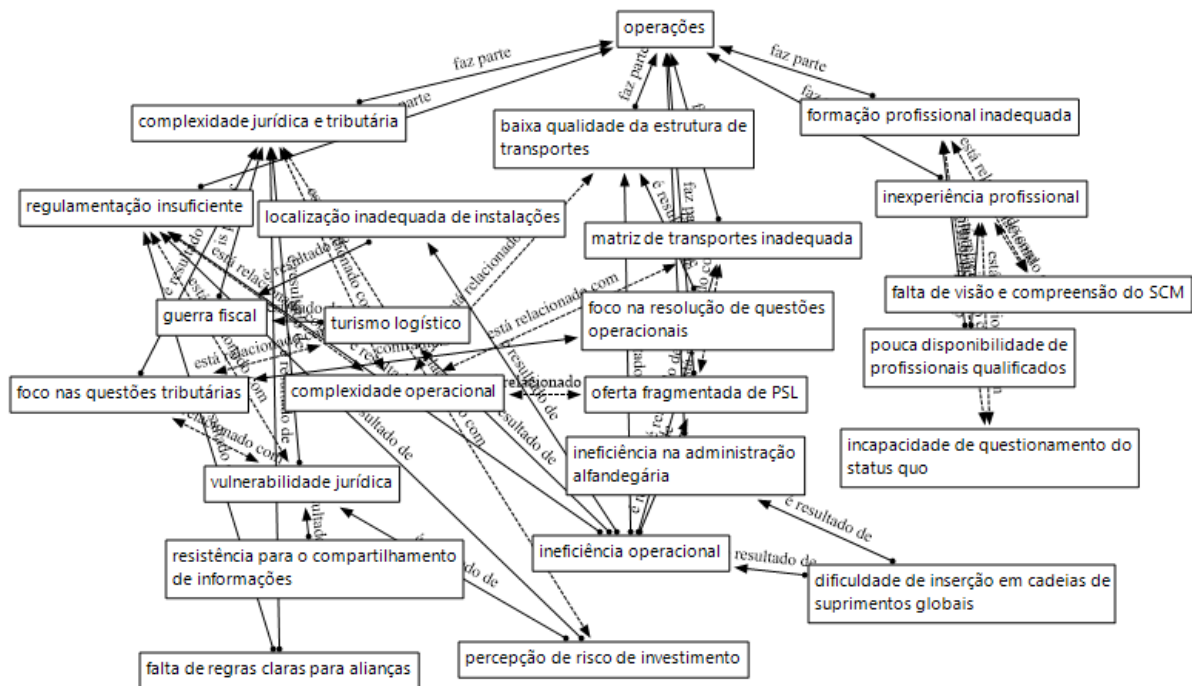 operações
faz parte
faz parte
faz parte
complexidade jurídica e tributária
parte
baixa qualidade da estrutura de
transportes
formação profissional inadequada
regulamentação insuficiente
localização inadequada de instalações
faz parte
inexperiência profissional
matriz de transportes inadequada
guerra fiscal
turismo logístico
está relacionado com
foco na resolução de questões
operacionais
falta de visão e compreensão do SCM
pouca disponibilidade de
profissionais qualificados
foco nas questões tributárias
complexidade operacional
relacionado
oferta fragmentada de PSL
incapacidade de questionamento do
status quo
ineficiência na administração
alfandegária
vulnerabilidade jurídica
é resultado de
resistência para o compartilhamento
de informações
ineficiência operacional
resultado de
dificuldade de inserção em cadeias de
suprimentos globais
falta de regras claras para alianças
percepção de risco de investimento